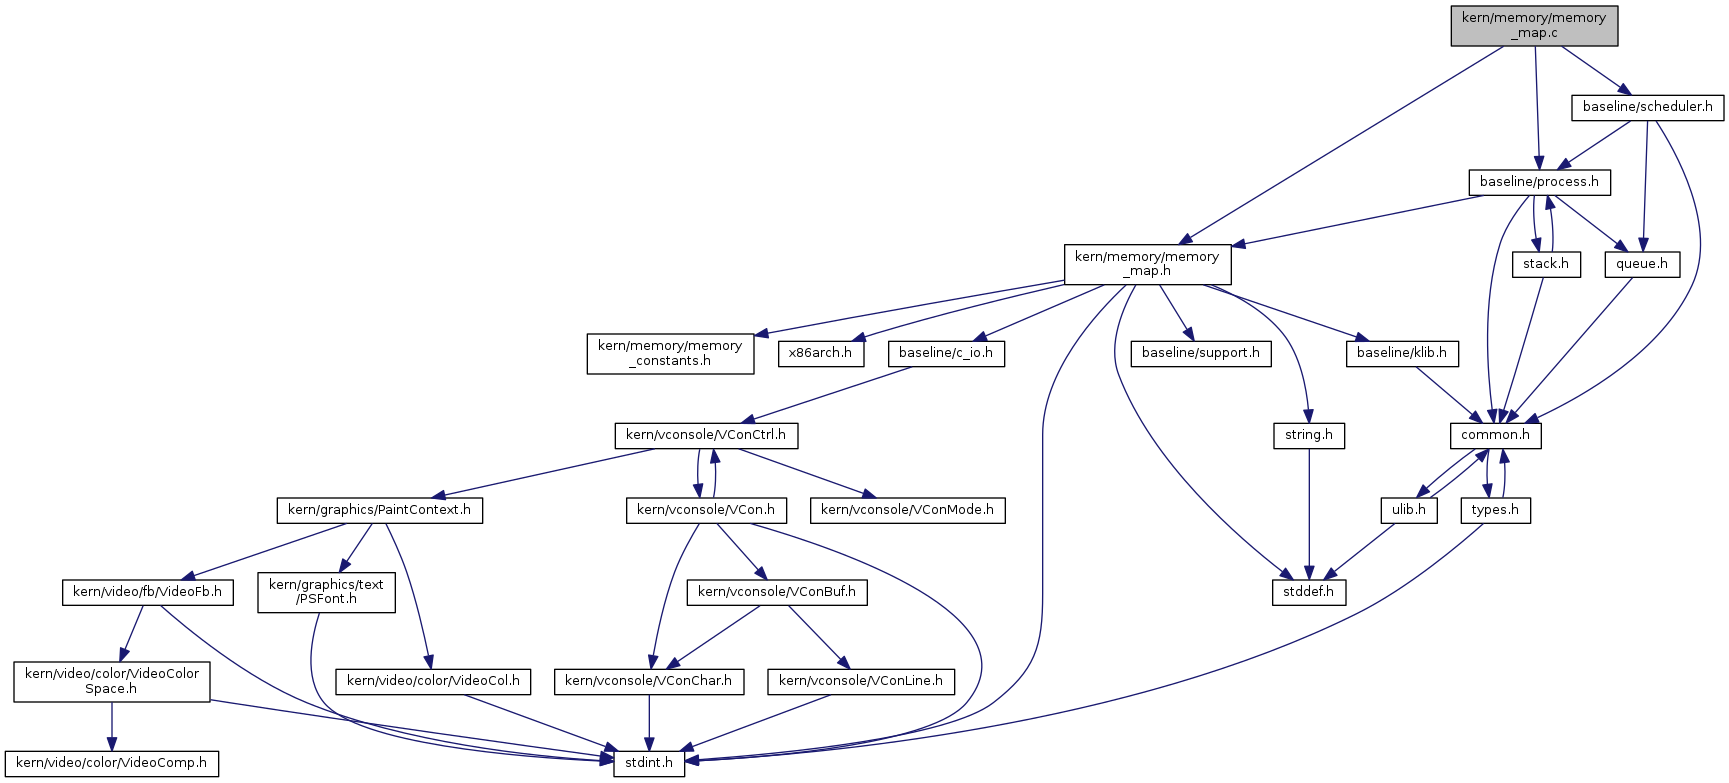 kern/memory/memory
_map.c
baseline/scheduler.h
baseline/process.h
kern/memory/memory
_map.h
stack.h
queue.h
kern/memory/memory
_constants.h
x86arch.h
baseline/c_io.h
baseline/support.h
baseline/klib.h
kern/vconsole/VConCtrl.h
string.h
common.h
kern/graphics/PaintContext.h
kern/vconsole/VCon.h
kern/vconsole/VConMode.h
ulib.h
types.h
kern/video/fb/VideoFb.h
kern/graphics/text
/PSFont.h
kern/vconsole/VConBuf.h
stddef.h
kern/video/color/VideoColor
Space.h
kern/video/color/VideoCol.h
kern/vconsole/VConChar.h
kern/vconsole/VConLine.h
kern/video/color/VideoComp.h
stdint.h